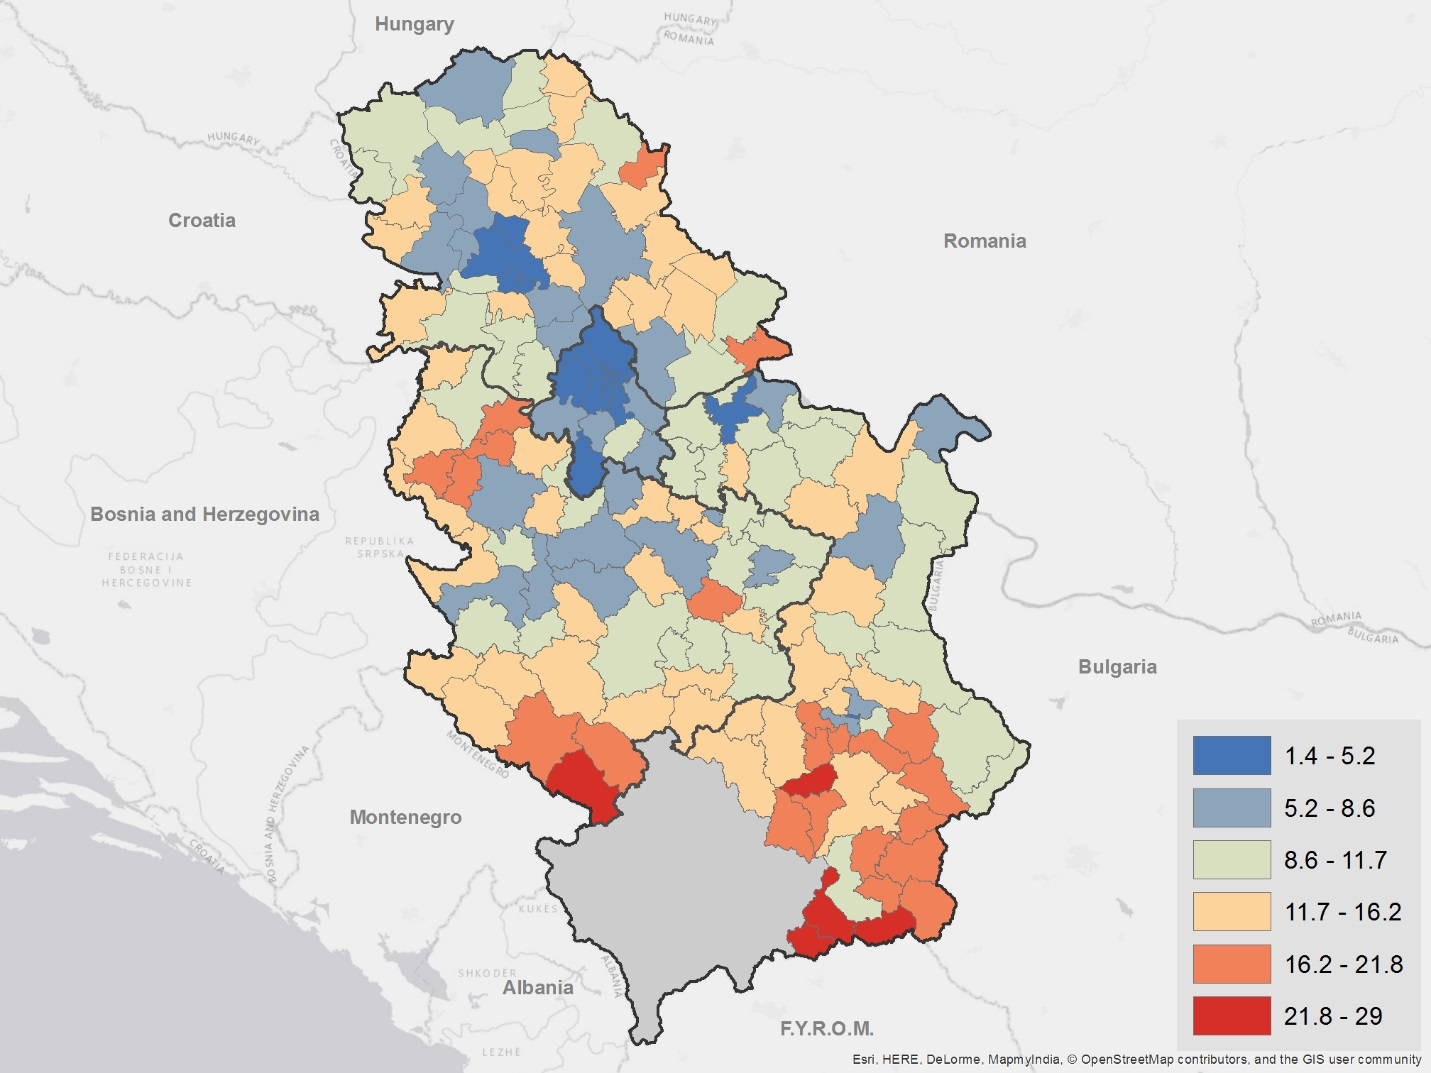 Hungary
HUNGARY
ROMANIA
HUNGARY
CROATIA
Croatia
Romania
Bosnia and Herzegovina
REPUBLIKA
SRPSKA
FEDERACIJA
BOSNE I
HERCEGOVINE
BULGARIA
ROMANIA
BULGARIA
Bulgaria
MONTENEGRO
BOSNIA AND HERZEGOVINA
Montenegro
CROATIA
KUKËS
ALBANIA
SHKODER
Albania
LEZHË
F.Y.R.O.M.
1.4 - 5.2
5.2 - 8.6
8.6 - 11.7
11.7 - 16.2
16.2 - 21.8
21.8 - 29
Esri, HERE, DeLorme, MapmyIndia, © OpenStreetMap contributors, and the GIS user community